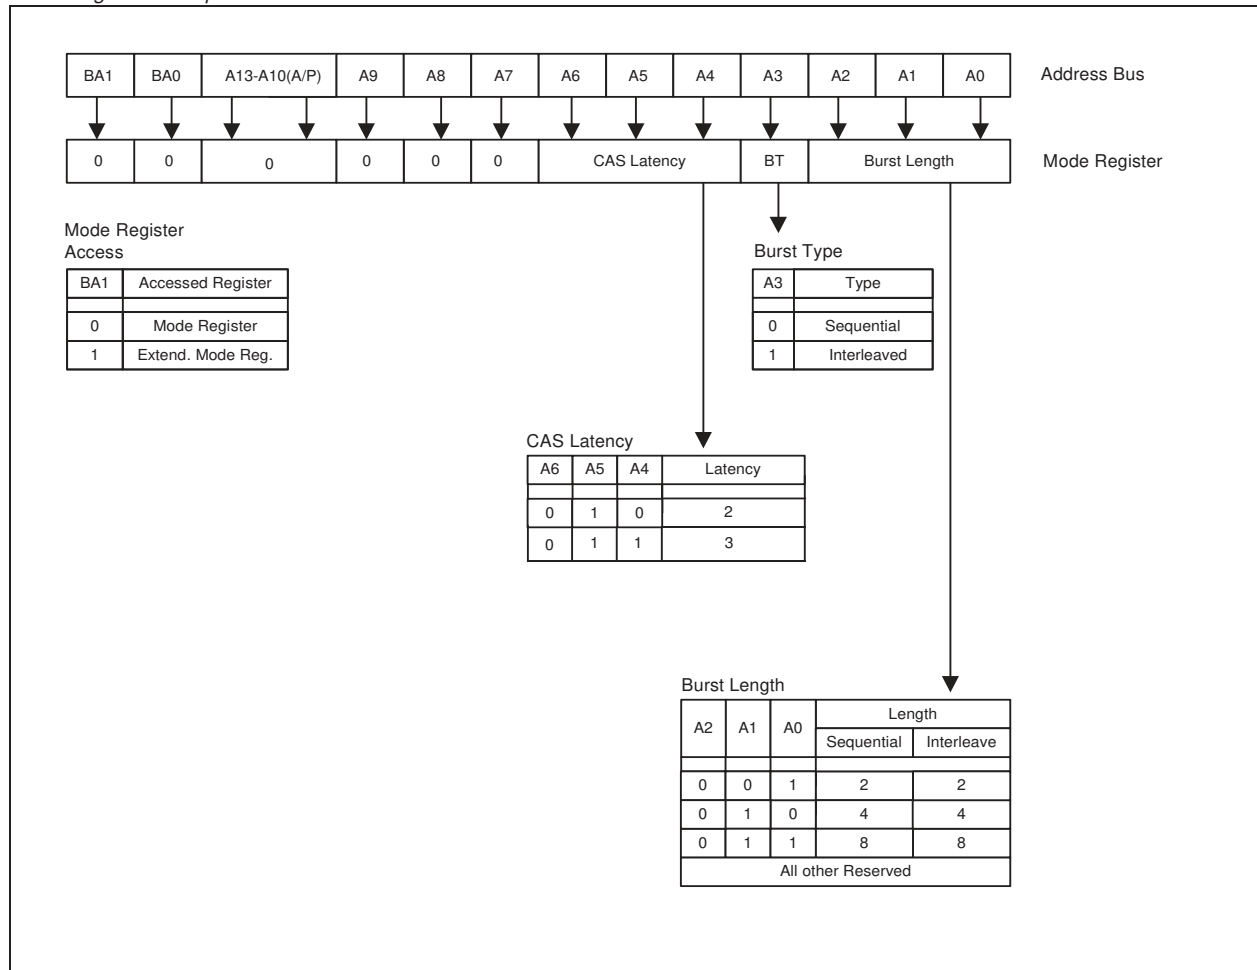 BA1 BA0 A13-A10(A/P) A9 A8 A7 A6 A5 A4 A3 A2 A1 A0 Address Bus
0 0 0 0 0 0 CAS Latency BT Burst Length Mode Register
Mode Register
Access
BA1 Accessed Register
0 Mode Register
1 Extend. Mode Reg.
Burst Type
A3 Type
0 Sequential
1 Interleaved
CAS Latency
A6 A5 A4 Latency
0 1 0 2
0 1 1 3
Burst Length
A2 A1 A0 Length
Sequential Interleave
0 0 1 2 2
0 1 0 4 4
0 1 1 8 8
All other Reserved